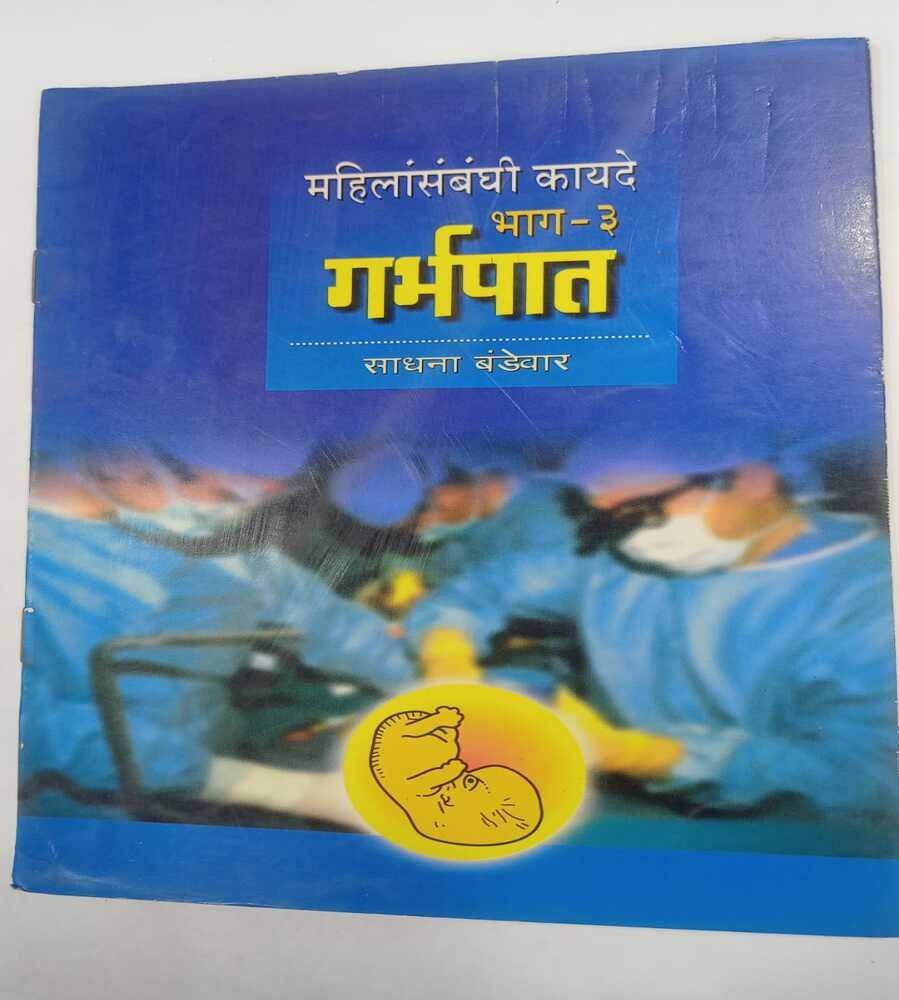 महिलांसंबंधी कायदे
भाग - ३
गर्भपात
साधना बंडेवार